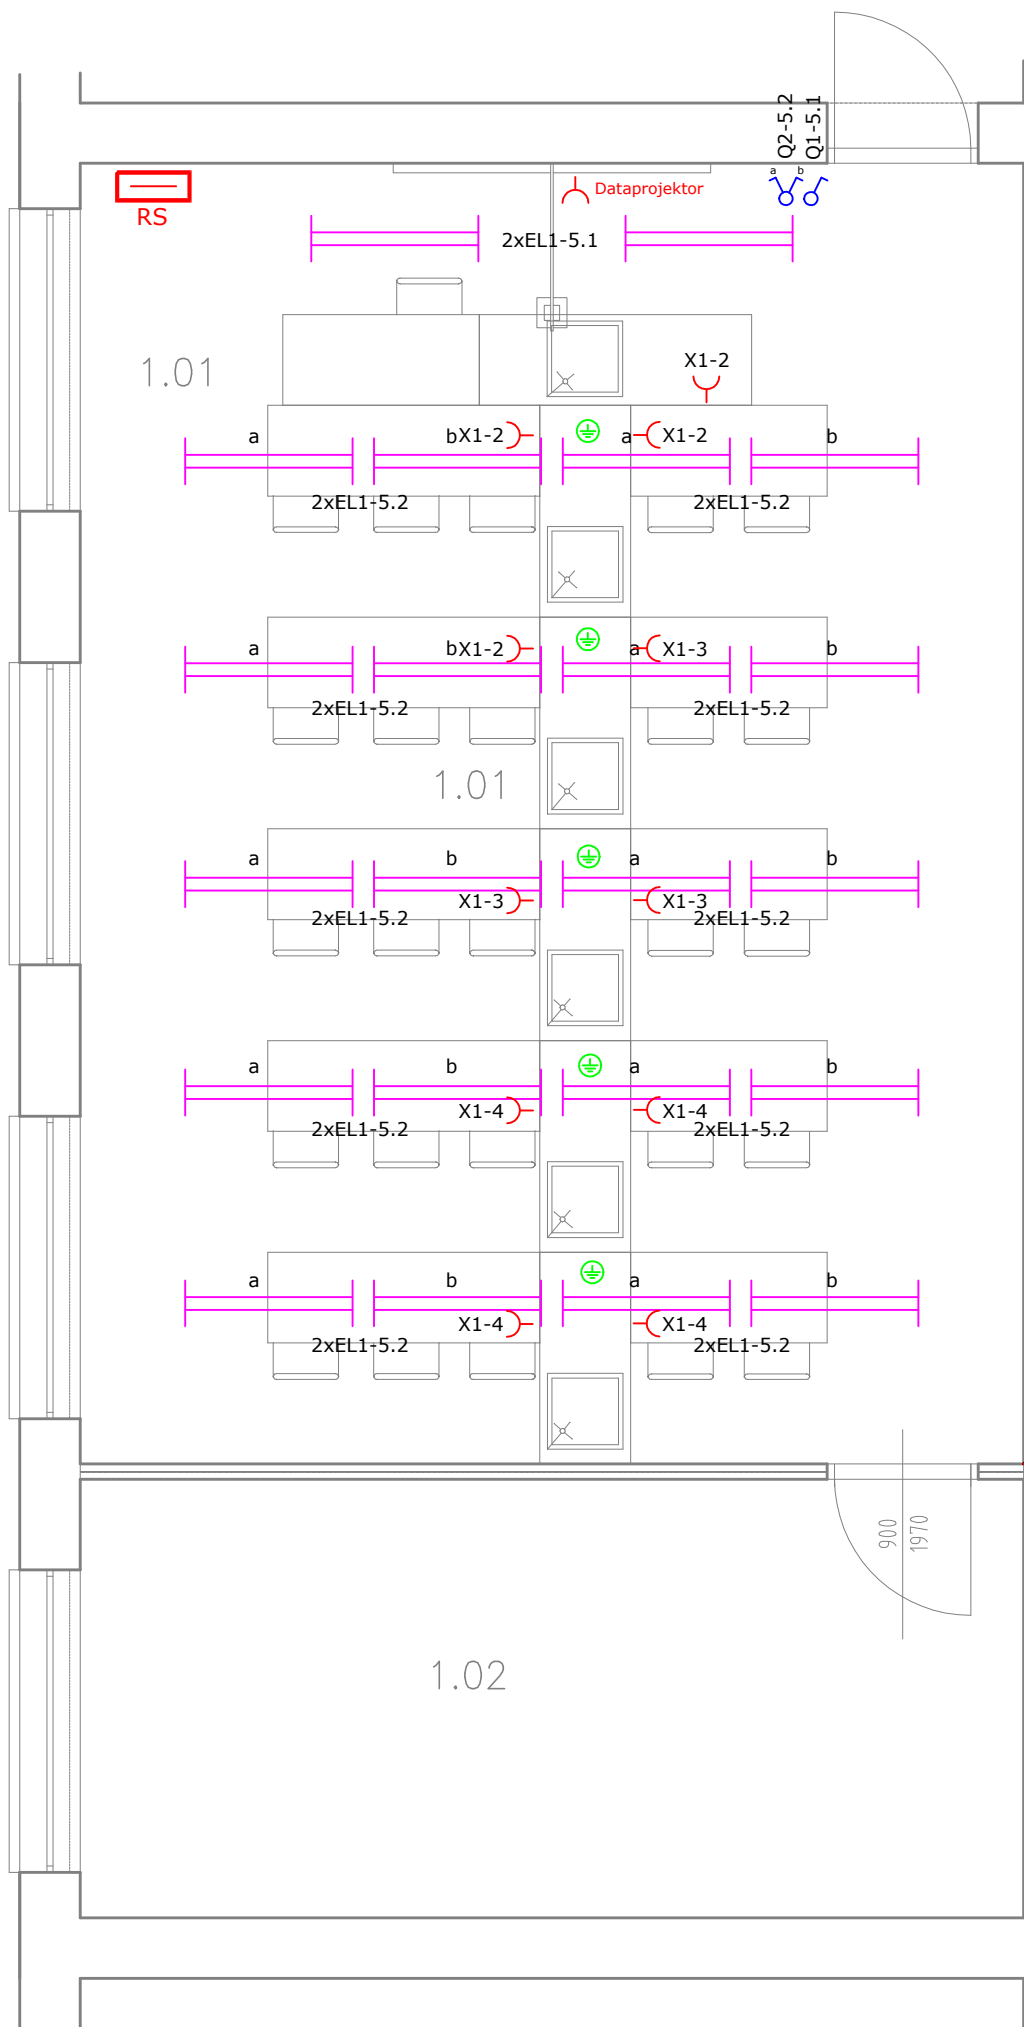 Q2-5.2
Q1-5.1
a
b
RS
Dataprojektor
2xEL1-5.1
1.01
X1-2
a
bX1-2
a
X1-2
b
2xEL1-5.2
2xEL1-5.2
a
bX1-2
a
X1-3
b
2xEL1-5.2
2xEL1-5.2
1.01
a
b
a
b
X1-3
X1-3
2xEL1-5.2
2xEL1-5.2
a
b
a
b
X1-4
X1-4
2xEL1-5.2
2xEL1-5.2
a
b
a
b
X1-4
X1-4
2xEL1-5.2
2xEL1-5.2
900
1970
1.02